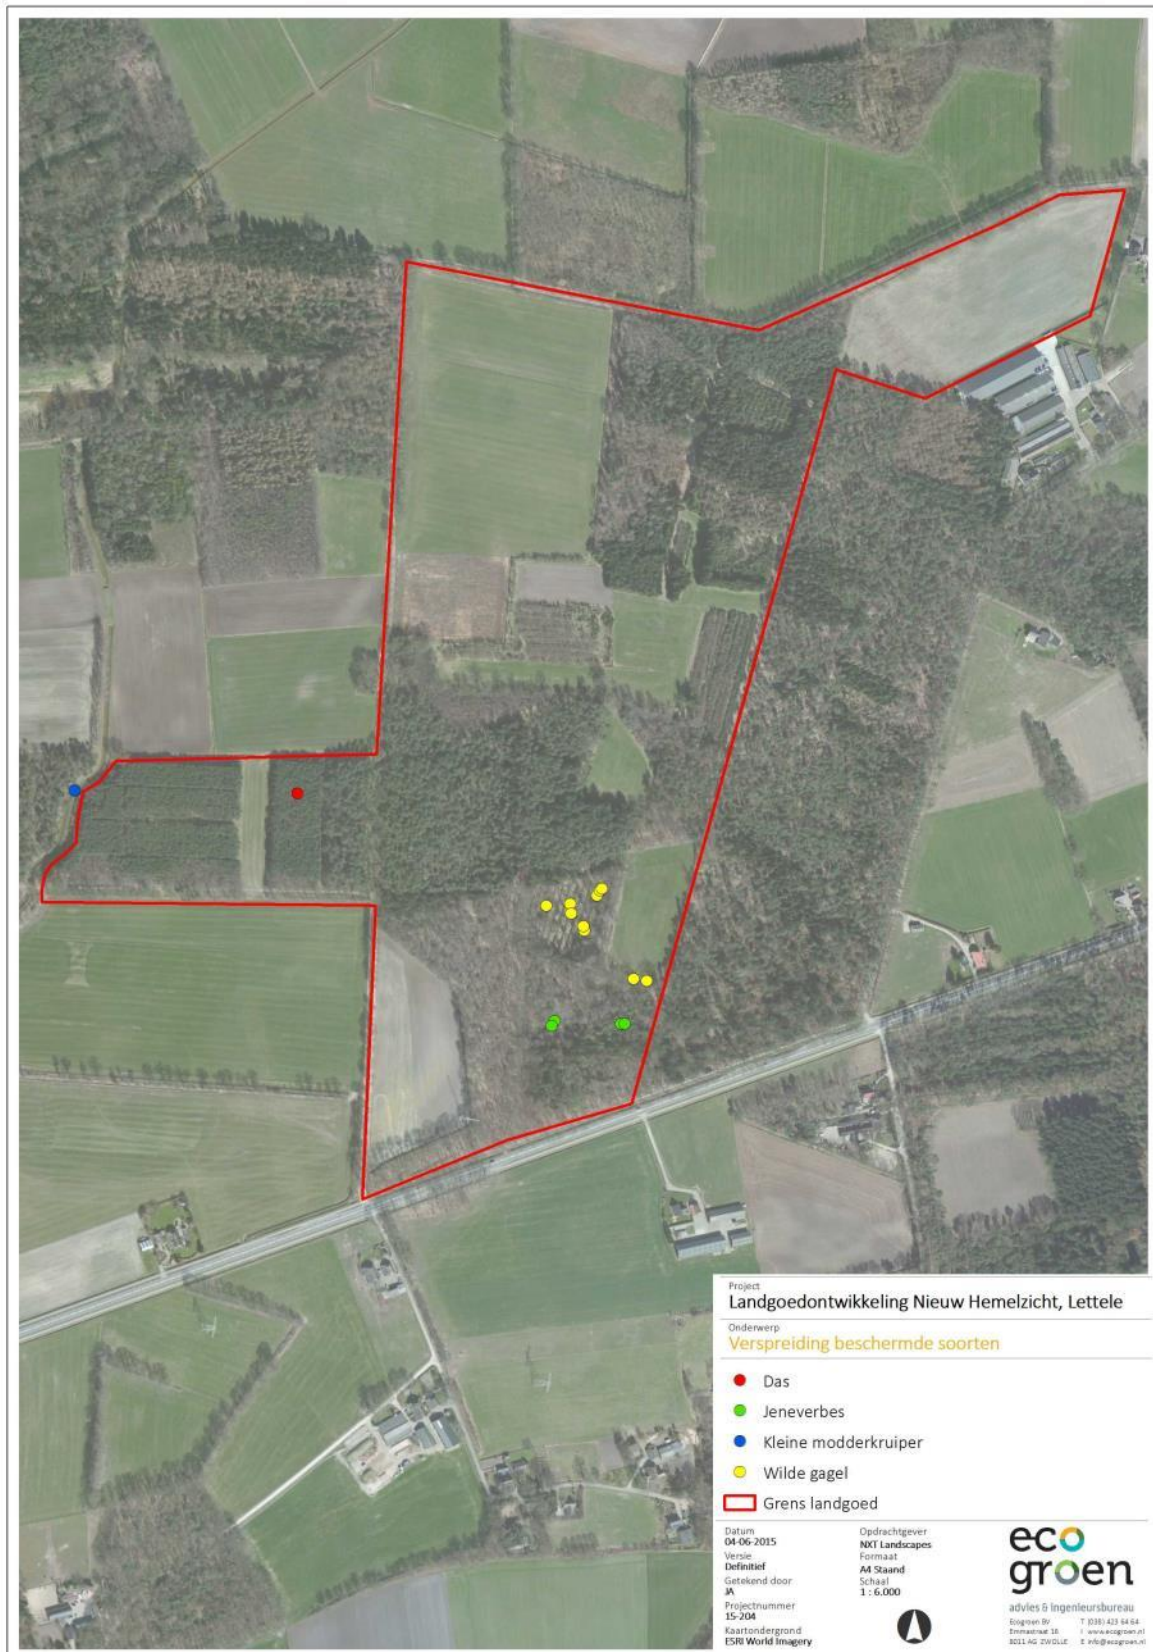 Project
Landgoedontwikkeling Nieuw Hemelzicht, Lettele
Onderwerp
Verspreiding beschermde soorten
Das
Jeneverbes
Kleine modderkruiper
Wilde gagel
Grens landgoed
Datum
04-06-2015
Versie
Definitief
Getekend door
JA
Projectnummer
15-204
Kaartondergrond
ESRI World Imagery
Opdrachtgever
NXT Landscapes
Formaat
A4 Staand
Schaal
1 : 6.000
eco
groen
advies & ingenieursbureau
Ecogroen BV
Emmastraat 16
8011 AG ZWOLLE
T (038) 423 64 64
I www.ecogroen.nl
E info@ecogroen.nl